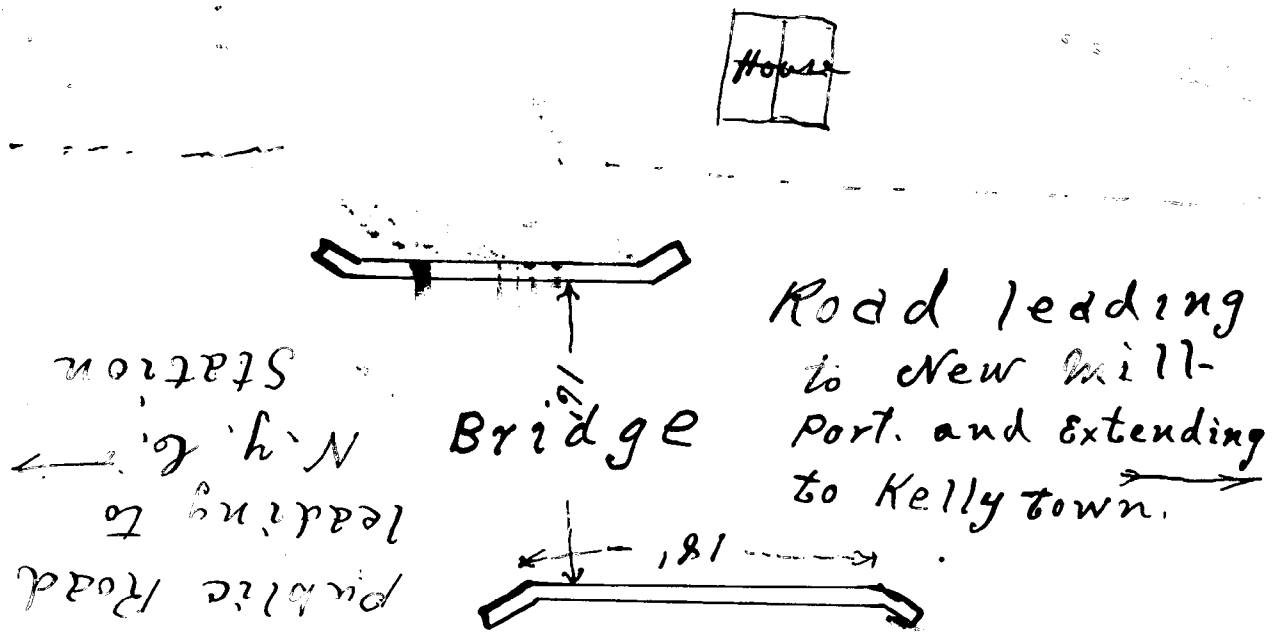 House
Road leading
to New Mill-
Port. and Extending
to Kelly town.
Bridge
16'
18'
Public Road
leading to
N.Y.C.
Station